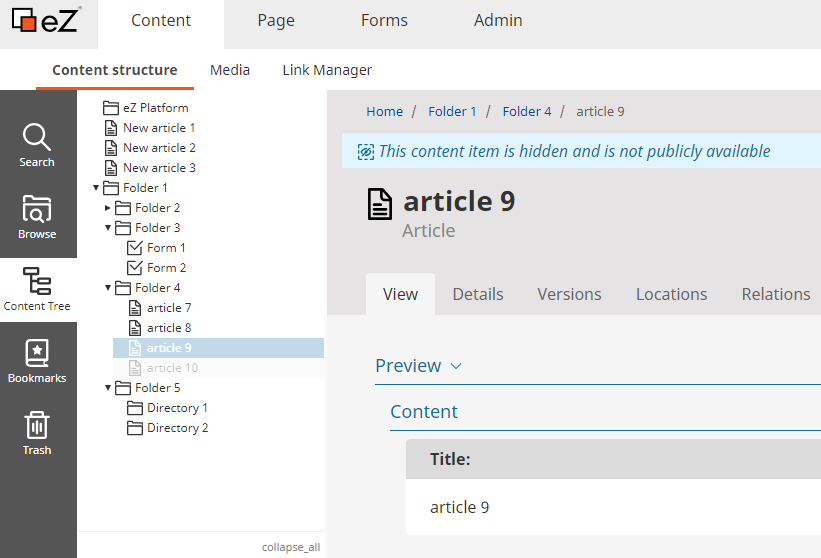 eZ
Content Page Forms Admin
Content structure Media Link Manager
Search
Browse
Content Tree
Bookmarks
Trash
eZ Platform
New article 1
New article 2
New article 3
Folder 1
Folder 2
Folder 3
Form 1
Form 2
Folder 4
article 7
article 8
article 9
article 10
Folder 5
Directory 1
Directory 2
collapse_all
Home / Folder 1 / Folder 4 / article 9
This content item is hidden and is not publicly available
article 9
Article
View Details Versions Locations Relations
Preview
Content
Title:
article 9